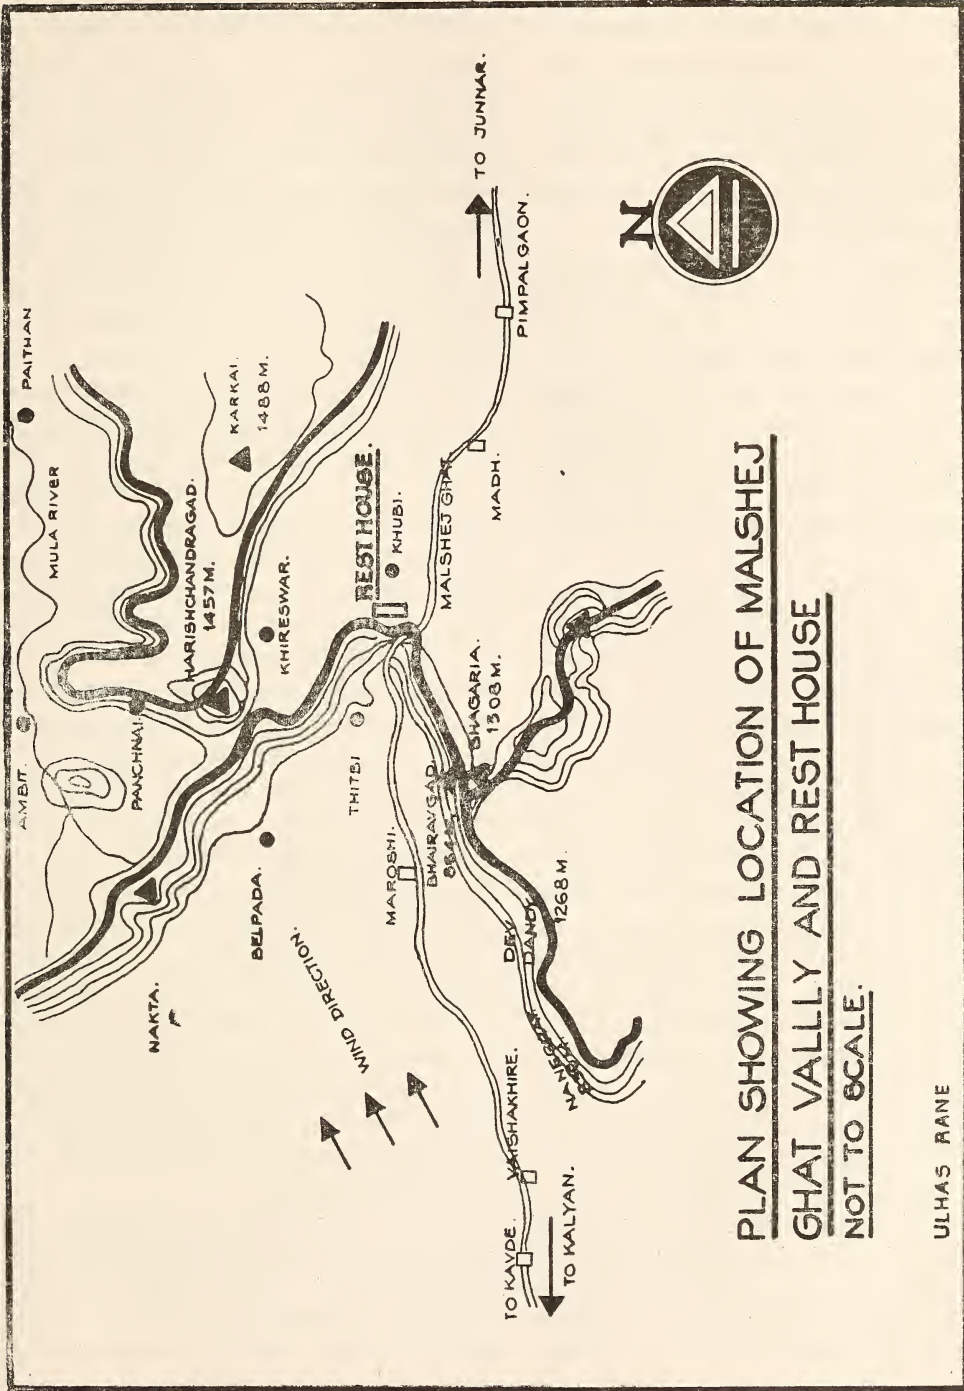 PAITHAN
MULA RIVER
AMBIT.
KARKAI.
1488 M.
HARISHCHANDRAGAD.
1457 M.
PANCHNAI
KHIRESWAR.
REST HOUSE.
KHUBI.
NAKTA.
BELPADA.
THITBI
WIND DIRECTION.
MAROSHI.
MALSHEJ GHAT
MADH.
PIMPALGAON.
TO JUNNAR.
BHAIRAVGAD.
BHAGARIA.
1308 M.
DEV
DANGI
1268 M.
VAISHAKHIRE.
TO KAVDE.
TO KALYAN.
N
PLAN SHOWING LOCATION OF MALSHEJ
GHAT VALLLY AND REST HOUSE
NOT TO SCALE.
ULHAS RANE